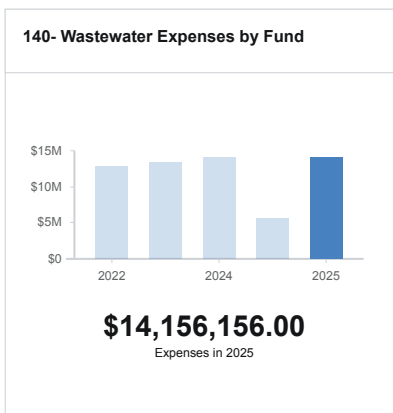 140- Wastewater Expenses by Fund
$15M
$10M
$5M
$0
2022
2024
2025
$14,156,156.00
Expenses in 2025